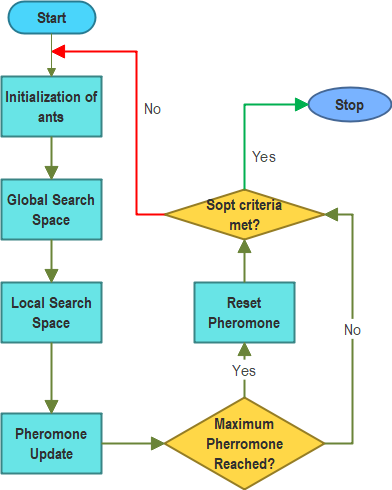 Start
Initialization of
ants
Global Search
Space
Local Search
Space
Pheromone
Update
Maximum
Pherromone
Reached?
Yes
No
Reset
Pheromone
Sopt criteria
met?
Yes
No
Stop